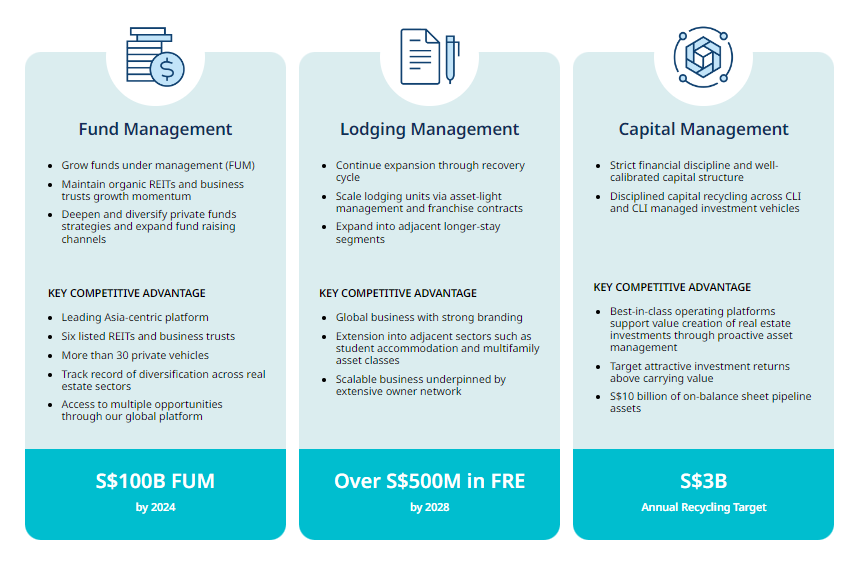 Fund Management
• Grow funds under management (FUM)
• Maintain organic REITs and business
trusts growth momentum
• Deepen and diversify private funds
strategies and expand fund raising
channels
KEY COMPETITIVE ADVANTAGE
• Leading Asia-centric platform
• Six listed REITs and business trusts
• More than 30 private vehicles
• Track record of diversification across real
estate sectors
• Access to multiple opportunities
through our global platform
S$100B FUM
by 2024
Lodging Management
• Continue expansion through recovery
cycle
• Scale lodging units via asset-light
management and franchise contracts
• Expand into adjacent longer-stay
segments
KEY COMPETITIVE ADVANTAGE
• Global business with strong branding
• Extension into adjacent sectors such as
student accommodation and multifamily
asset classes
• Scalable business underpinned by
extensive owner network
Over S$500M in FRE
by 2028
Capital Management
• Strict financial discipline and well-
calibrated capital structure
• Disciplined capital recycling across CLI
and CLI managed investment vehicles
KEY COMPETITIVE ADVANTAGE
• Best-in-class operating platforms
support value creation of real estate
investments through proactive asset
management
• Target attractive investment returns
above carrying value
• S$10 billion of on-balance sheet pipeline
assets
S$3B
Annual Recycling Target